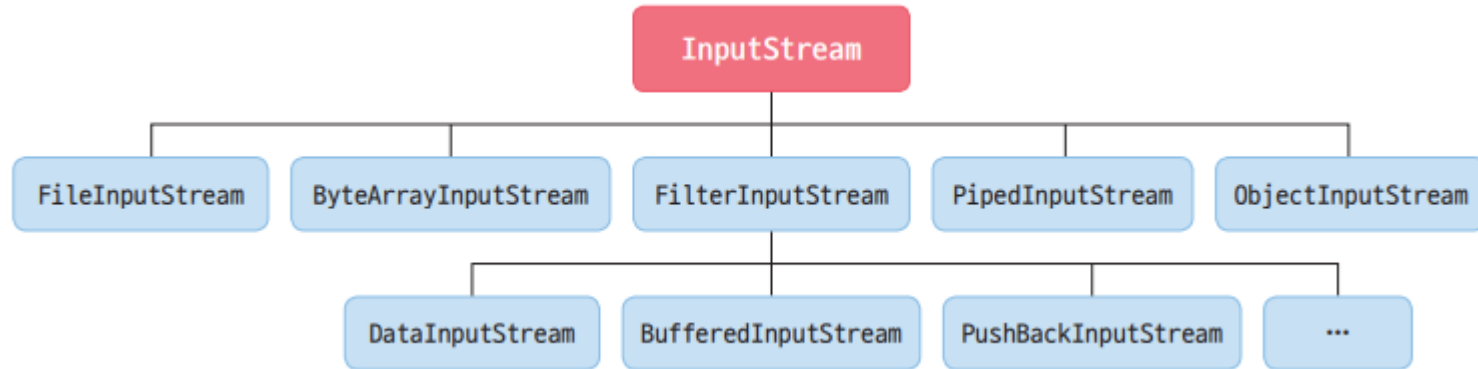 InputStream
FileInputStream ByteArrayInputStream FilterInputStream PipedInputStream ObjectInputStream
DataInputStream BufferedInputStream PushBackInputStream …